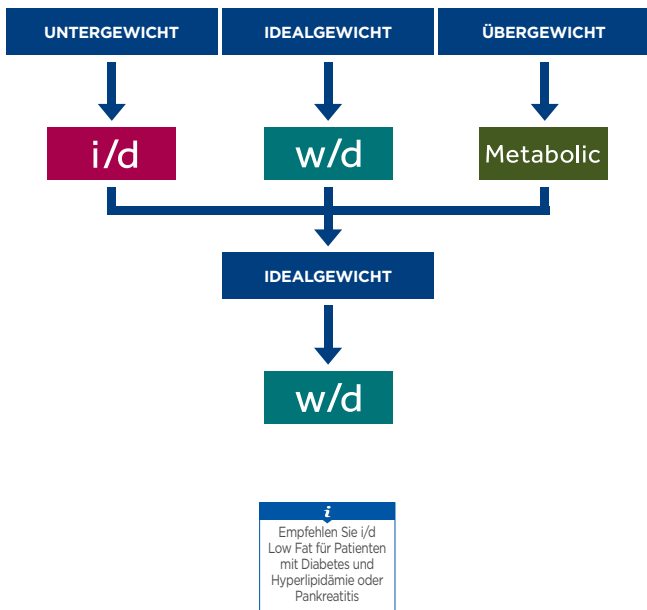 UNTERGEWICHT
IDEALGEWICHT
ÜBERGEWICHT
i/d
w/d
Metabolic
IDEALGEWICHT
w/d
i
Empfehlen Sie i/d
Low Fat für Patienten
mit Diabetes und
Hyperlipidämie oder
Pankreatitis